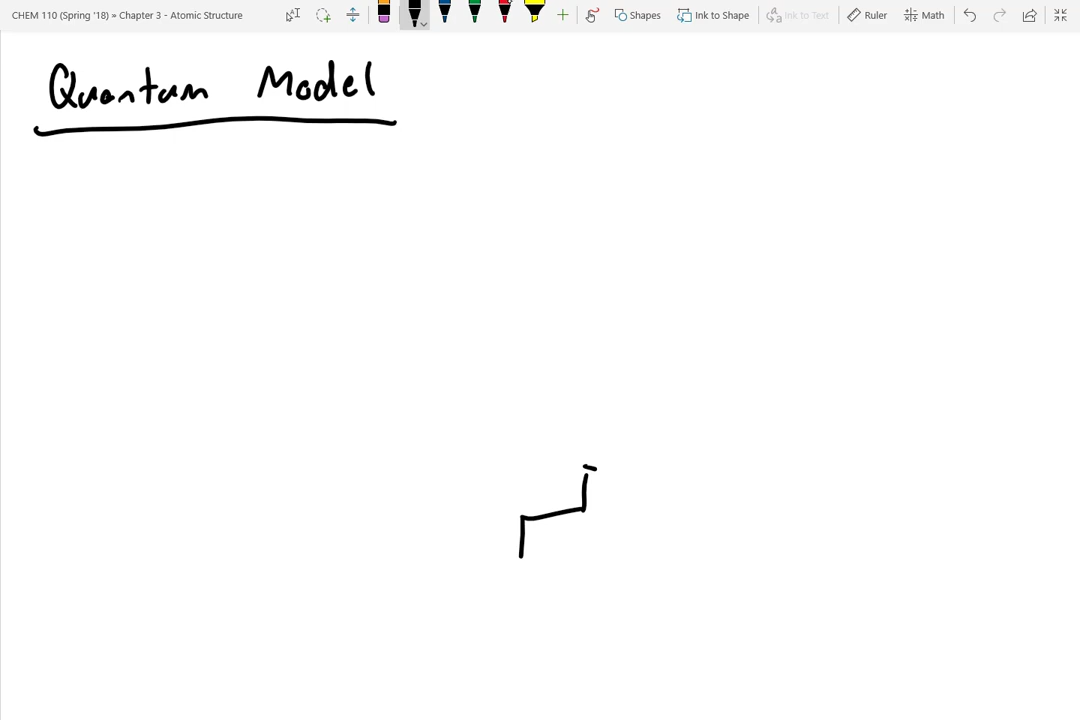 CHEM 110 (Spring '18) » Chapter 3 - Atomic Structure
Shapes
Ink to Shape
Ink to Text
Ruler
Math
Quantum Model